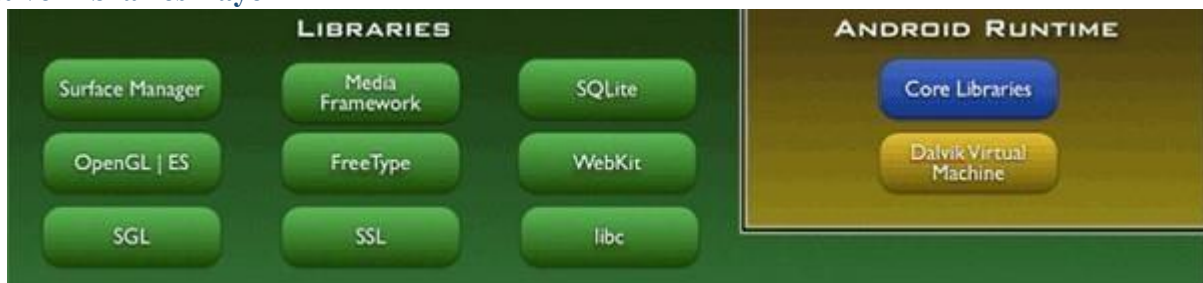 LIBRARIES
Surface Manager
Media
Framework
SQLite
OpenGL | ES
FreeType
WebKit
SGL
SSL
libc
ANDROID RUNTIME
Core Libraries
Dalvik Virtual
Machine